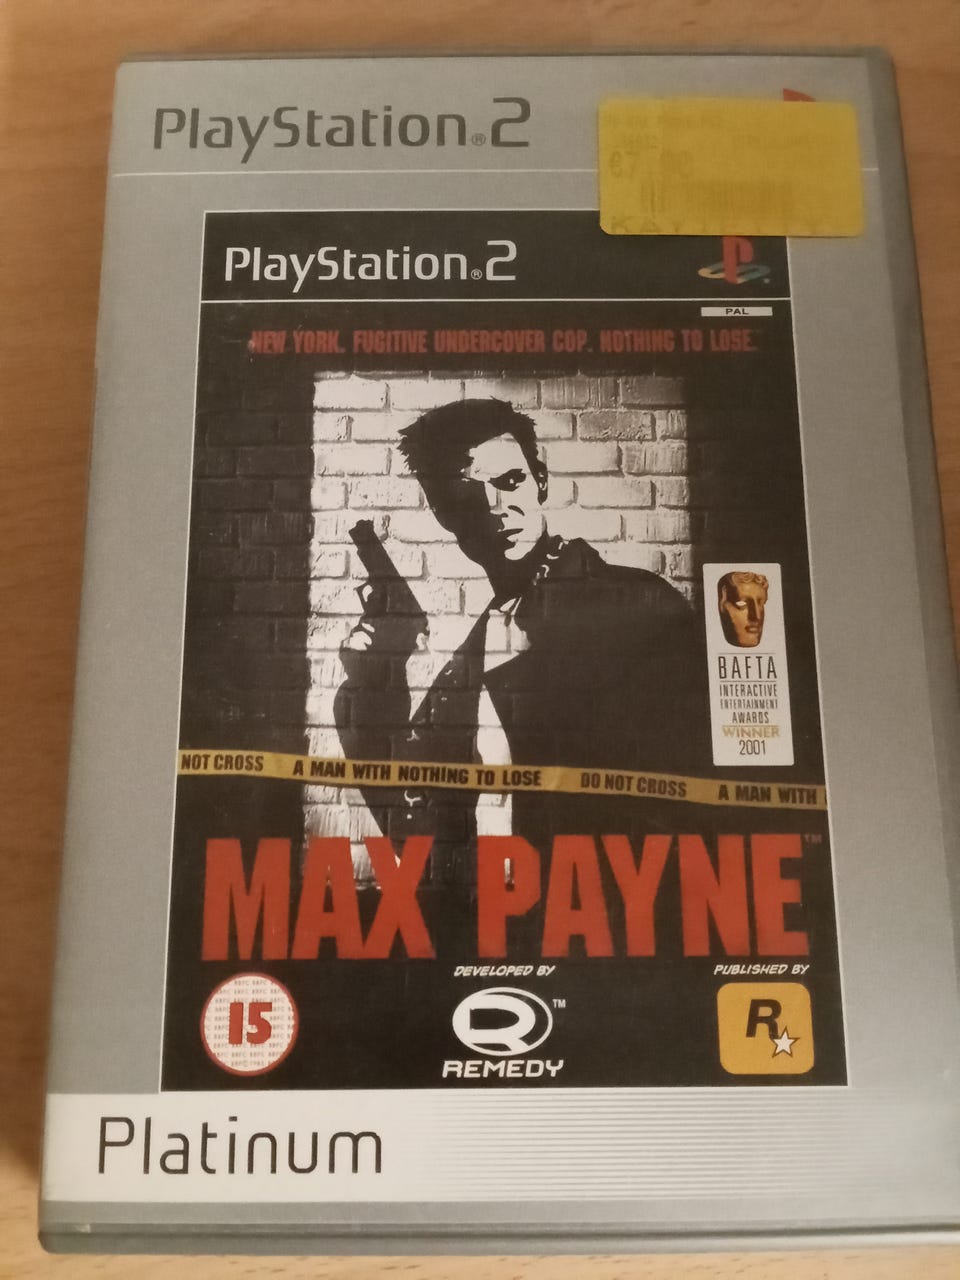 PlayStation®2
PlayStation®2
PAL
NEW YORK. FUGITIVE UNDERCOVER COP. NOTHING TO LOSE.
BAFTA
INTERACTIVE
ENTERTAINMENT
AWARDS
WINNER
2001
NOT CROSS A MAN WITH NOTHING TO LOSE DO NOT CROSS A MAN WITH
MAX PAYNE™
DEVELOPED BY
PUBLISHED BY
15
R™
REMEDY
R
Platinum